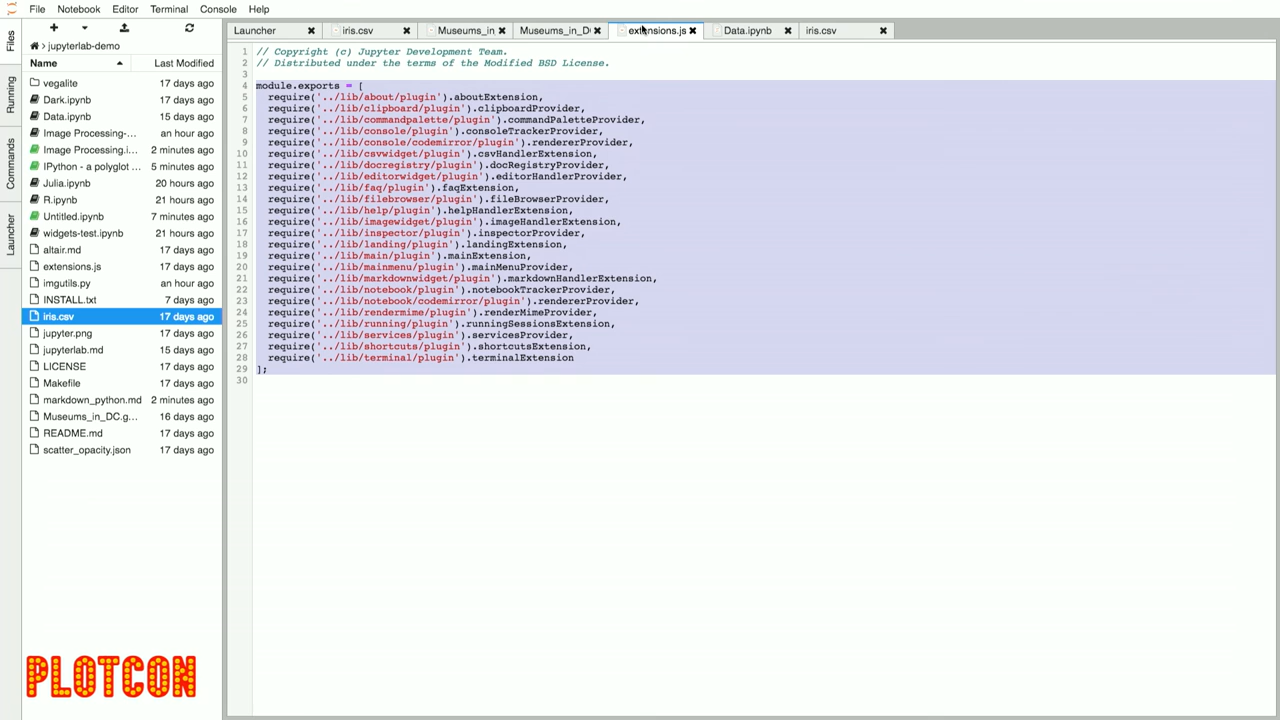 File Notebook Editor Terminal Console Help
Files
Running
Commands
Launcher
jupyterlab-demo
Name Last Modified
vegalite 17 days ago
Dark.ipynb 17 days ago
Data.ipynb 15 days ago
Image Processing-... an hour ago
Image Processing.i... 2 minutes ago
IPython - a polyglot ... 5 minutes ago
Julia.ipynb 20 hours ago
R.ipynb 21 hours ago
Untitled.ipynb 7 minutes ago
widgets-test.ipynb 21 hours ago
altair.md 17 days ago
extensions.js 17 days ago
imgutils.py an hour ago
INSTALL.txt 7 days ago
iris.csv 17 days ago
jupyter.png 17 days ago
jupyterlab.md 15 days ago
LICENSE 17 days ago
Makefile 17 days ago
markdown_python.md 2 minutes ago
Museums_in_DC.g... 16 days ago
README.md 17 days ago
scatter_opacity.json 17 days ago
PLOTCON
Launcher iris.csv Museums_in Museums_in_D extensions.js Data.ipynb iris.csv
1 // Copyright (c) Jupyter Development Team.
2 // Distributed under the terms of the Modified BSD License.
3
4 module.exports = [
5 require('../lib/about/plugin').aboutExtension,
6 require('../lib/clipboard/plugin').clipboardProvider,
7 require('../lib/commandpalette/plugin').commandPaletteProvider,
8 require('../lib/console/plugin').consoleTrackerProvider,
9 require('../lib/console/codemirror/plugin').rendererProvider,
10 require('../lib/csvwidget/plugin').csvHandlerExtension,
11 require('../lib/docregistry/plugin').docRegistryProvider,
12 require('../lib/editorwidget/plugin').editorHandlerProvider,
13 require('../lib/faq/plugin').faqExtension,
14 require('../lib/filebrowser/plugin').fileBrowserProvider,
15 require('../lib/help/plugin').helpHandlerExtension,
16 require('../lib/imagewidget/plugin').imageHandlerExtension,
17 require('../lib/inspector/plugin').inspectorProvider,
18 require('../lib/landing/plugin').landingExtension,
19 require('../lib/main/plugin').mainExtension,
20 require('../lib/mainmenu/plugin').mainMenuProvider,
21 require('../lib/markdownwidget/plugin').markdownHandlerExtension,
22 require('../lib/notebook/plugin').notebookTrackerProvider,
23 require('../lib/notebook/codemirror/plugin').rendererProvider,
24 require('../lib/rendermime/plugin').renderMimeProvider,
25 require('../lib/running/plugin').runningSessionsExtension,
26 require('../lib/services/plugin').servicesProvider,
27 require('../lib/shortcuts/plugin').shortcutsExtension,
28 require('../lib/terminal/plugin').terminalExtension
29 ];
30